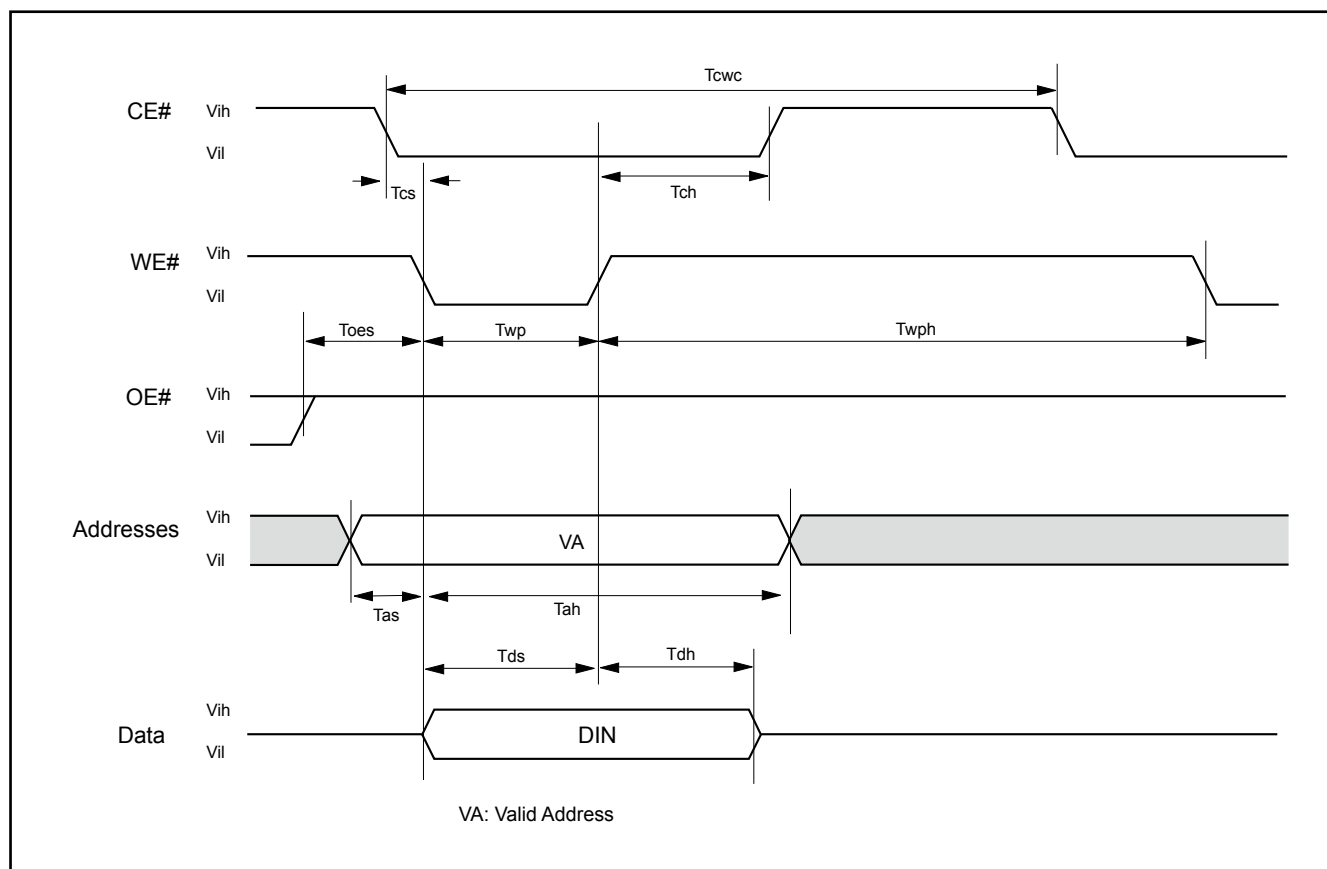 Tcwc
CE#
Vih
Vil
Tcs
Tch
WE#
Vih
Vil
Toes
Twp
Twph
OE#
Vih
Vil
Addresses
Vih
Vil
VA
Tas
Tah
Tds
Tdh
Data
Vih
Vil
DIN
VA: Valid Address